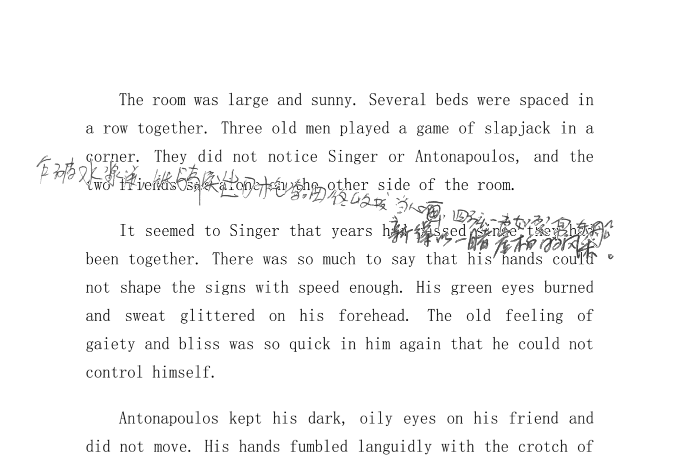 The room was large and sunny. Several beds were spaced in
a row together. Three old men played a game of slapjack in a
corner. They did not notice Singer or Antonapoulos, and the
two friends sat alone on the other side of the room.
It seemed to Singer that years had passed since they had
been together. There was so much to say that his hands could
not shape the signs with speed enough. His green eyes burned
and sweat glittered on his forehead. The old feeling of
gaiety and bliss was so quick in him again that he could not
control himself.
Antonapoulos kept his dark, oily eyes on his friend and
did not move. His hands fumbled languidly with the crotch of